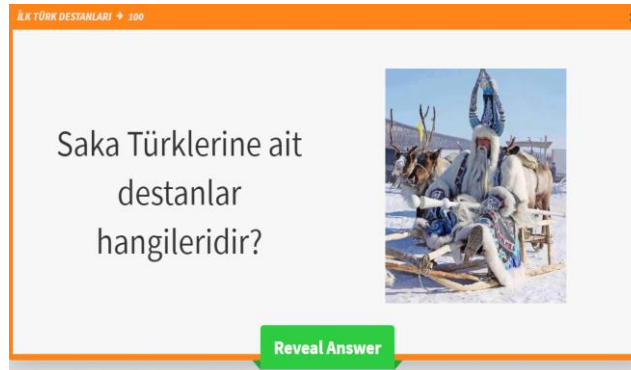 İLK TÜRK DESTANLARI → 100
Saka Türklerine ait
destanlar
hangileridir?
Reveal Answer